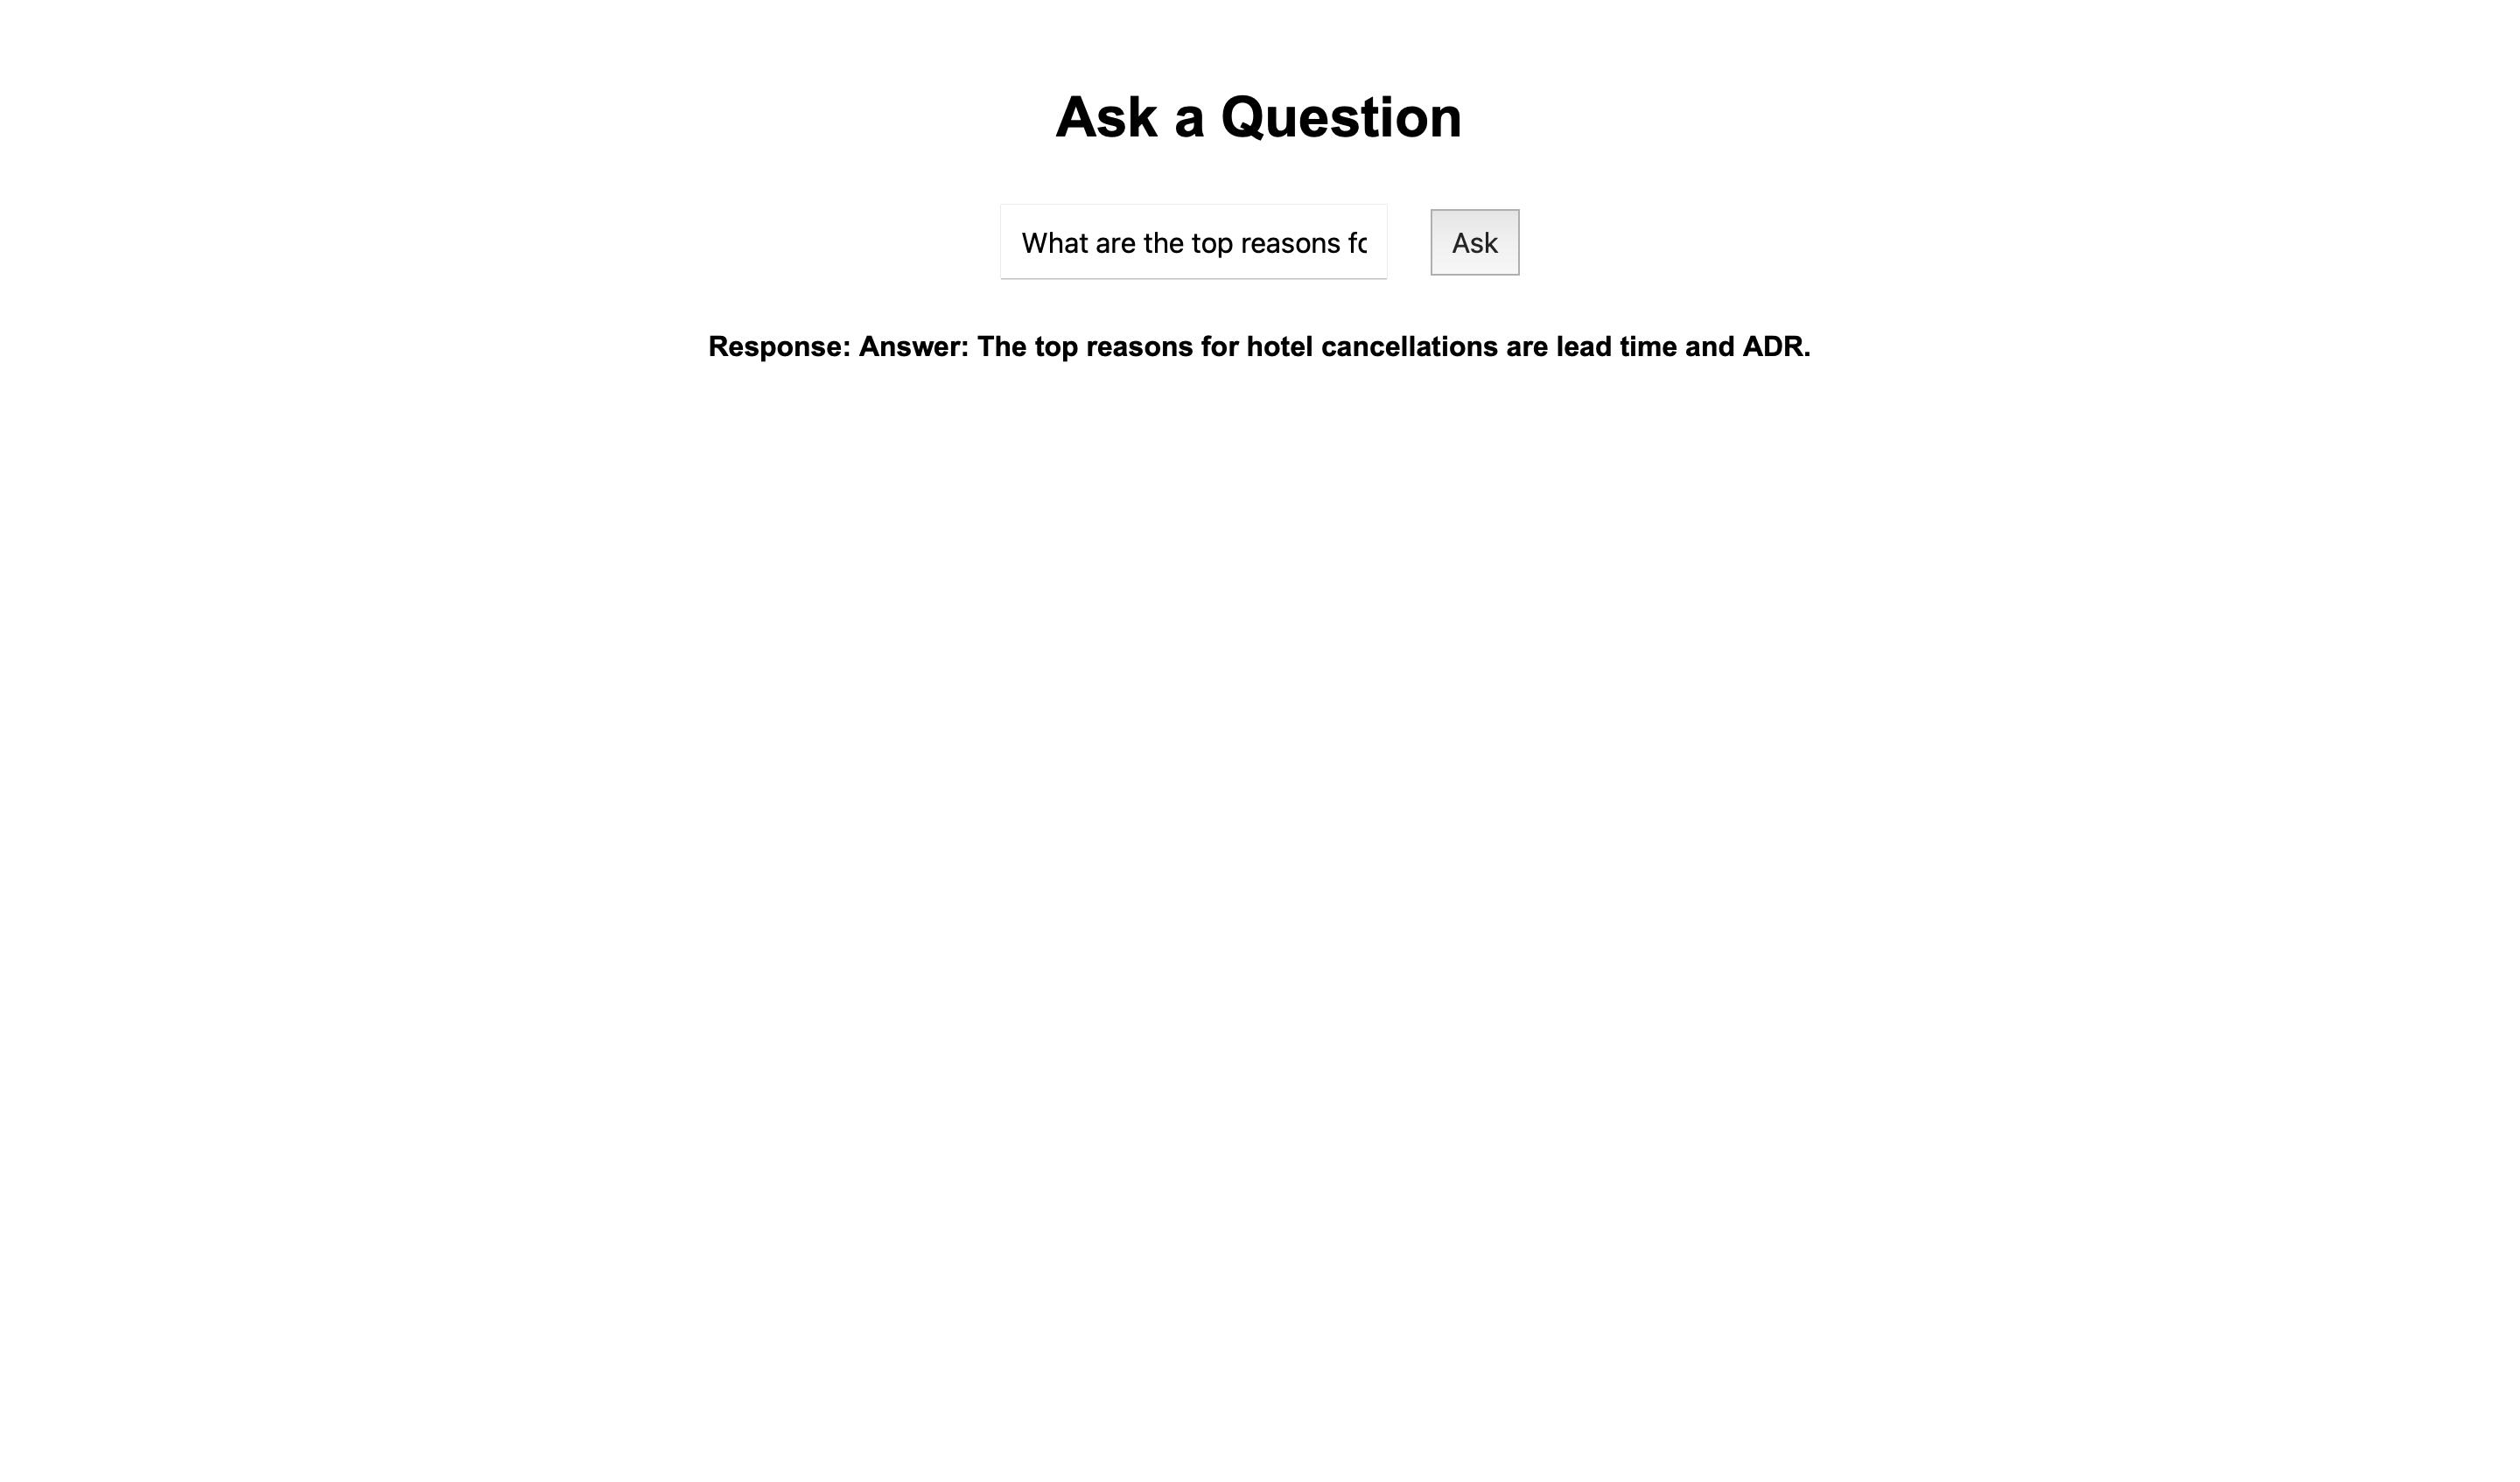 Ask a Question
What are the top reasons fo
Ask
Response: Answer: The top reasons for hotel cancellations are lead time and ADR.